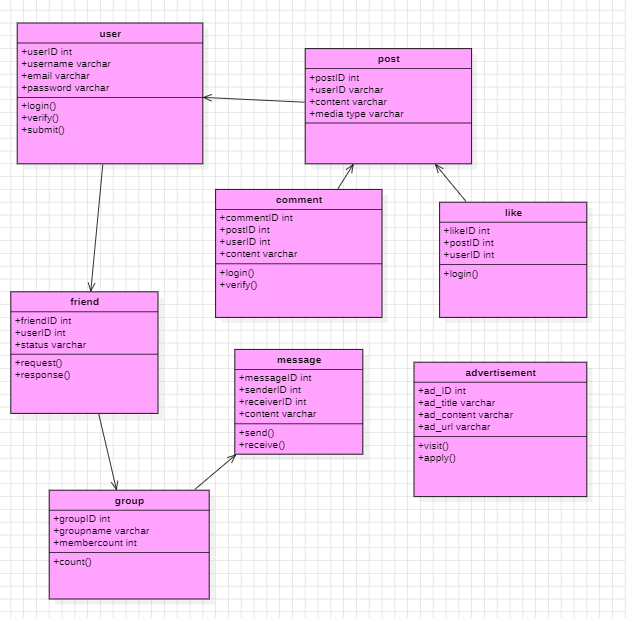 user
+userID int
+username varchar
+email varchar
+password varchar
+login()
+verify()
+submit()
post
+postID int
+userID varchar
+content varchar
+media type varchar
comment
+commentID int
+postID int
+userID int
+content varchar
+login()
+verify()
like
+likeID int
+postID int
+userID int
+login()
friend
+friendID int
+userID int
+status varchar
+request()
+response()
message
+messageID int
+senderID int
+receiverID int
+content varchar
+send()
+receive()
advertisement
+ad_ID int
+ad_title varchar
+ad_content varchar
+ad_url varchar
+visit()
+apply()
group
+groupID int
+groupname varchar
+membercount int
+count()